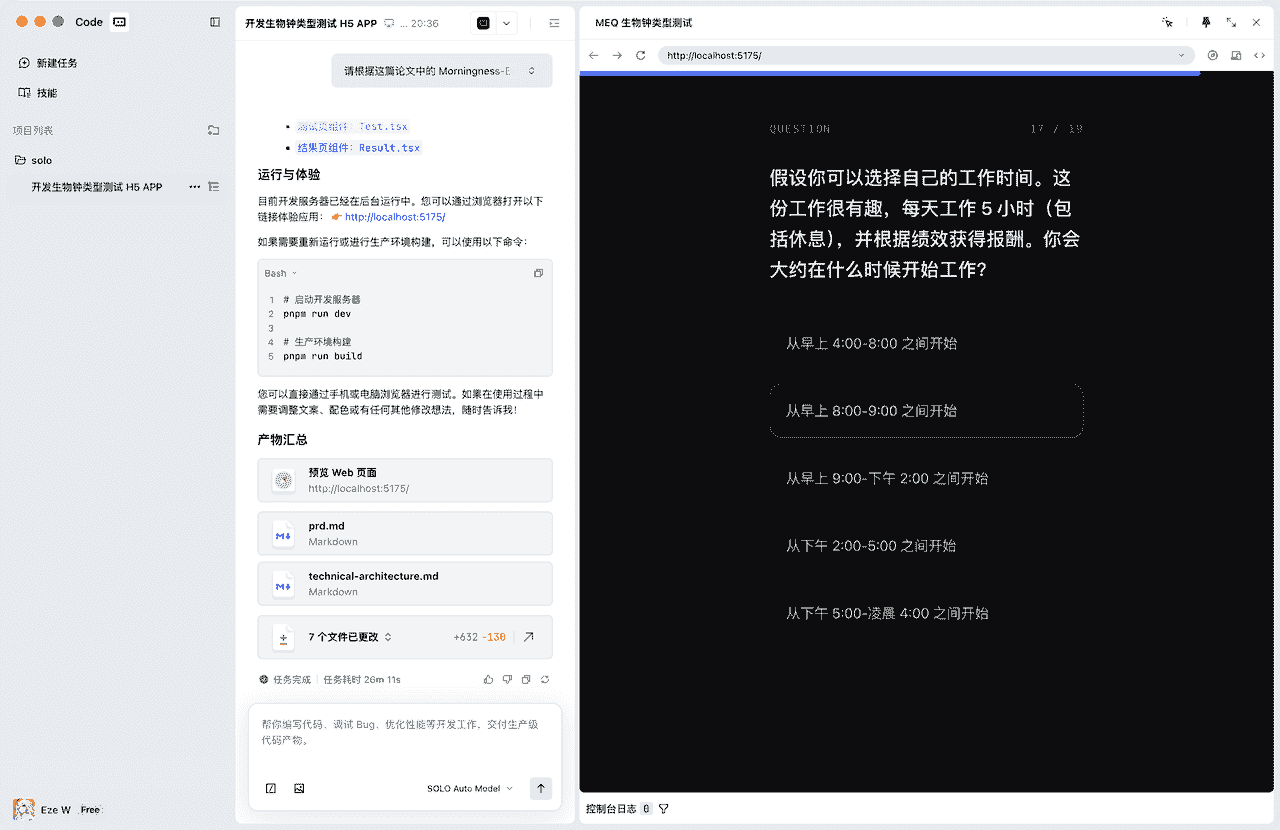 Code
新建任务
技能
项目列表
solo
开发生物钟类型测试 H5 APP
Eze W Free
开发生物钟类型测试 H5 APP ... 20:36
请根据这篇论文中的 Morningness-E
测试页组件: Test.tsx
结果页组件: Result.tsx
运行与体验
目前开发服务器已经在后台运行中。您可以通过浏览器打开以下
链接体验应用： 👉 http://localhost:5175/
如果需要重新运行或进行生产环境构建，可以使用以下命令：
Bash
1 # 启动开发服务器
2 pnpm run dev
3
4 # 生产环境构建
5 pnpm run build
您可以直接通过手机或电脑浏览器进行测试。如果在使用过程中
需要调整文案、配色或有任何其他修改想法，随时告诉我！
产物汇总
预览 Web 页面
http://localhost:5175/
prd.md
Markdown
technical-architecture.md
Markdown
7 个文件已更改 +632 -130
任务完成 任务耗时 26m 11s
帮你编写代码、调试 Bug、优化性能等开发工作，交付生产级
代码产物。
SOLO Auto Model
MEQ 生物钟类型测试
http://localhost:5175/
QUESTION 17 / 19
假设你可以选择自己的工作时间。这
份工作很有趣，每天工作 5 小时（包
括休息），并根据绩效获得报酬。你会
大约在什么时候开始工作？
从早上 4:00-8:00 之间开始
从早上 8:00-9:00 之间开始
从早上 9:00-下午 2:00 之间开始
从下午 2:00-5:00 之间开始
从下午 5:00-凌晨 4:00 之间开始
控制台日志 0